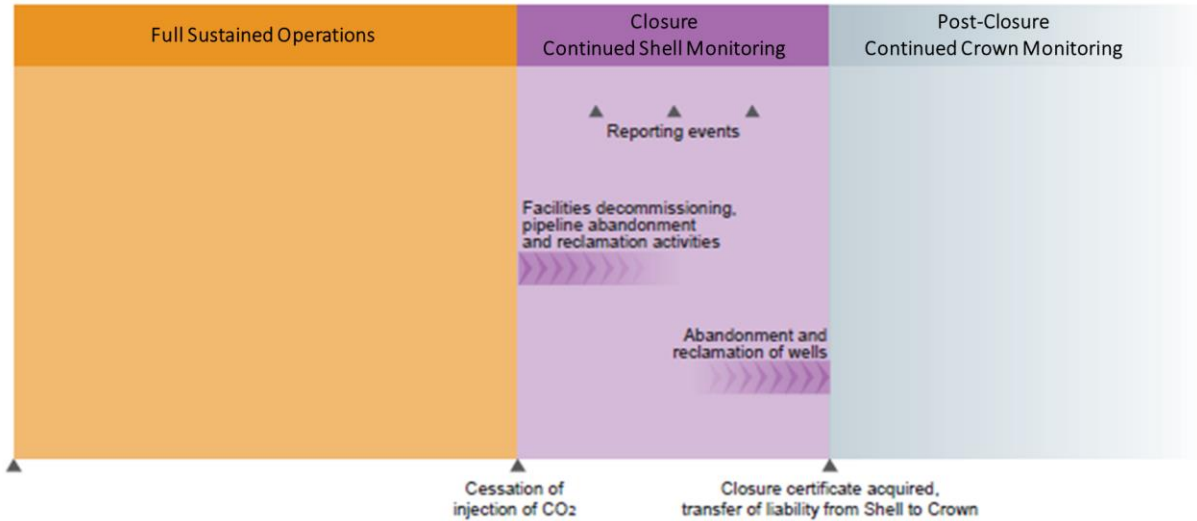 Full Sustained Operations
Closure
Continued Shell Monitoring
Post-Closure
Continued Crown Monitoring
Reporting events
Facilities decommissioning,
pipeline abandonment
and reclamation activities
Abandonment and
reclamation of wells
Cessation of
injection of CO₂
Closure certificate acquired,
transfer of liability from Shell to Crown